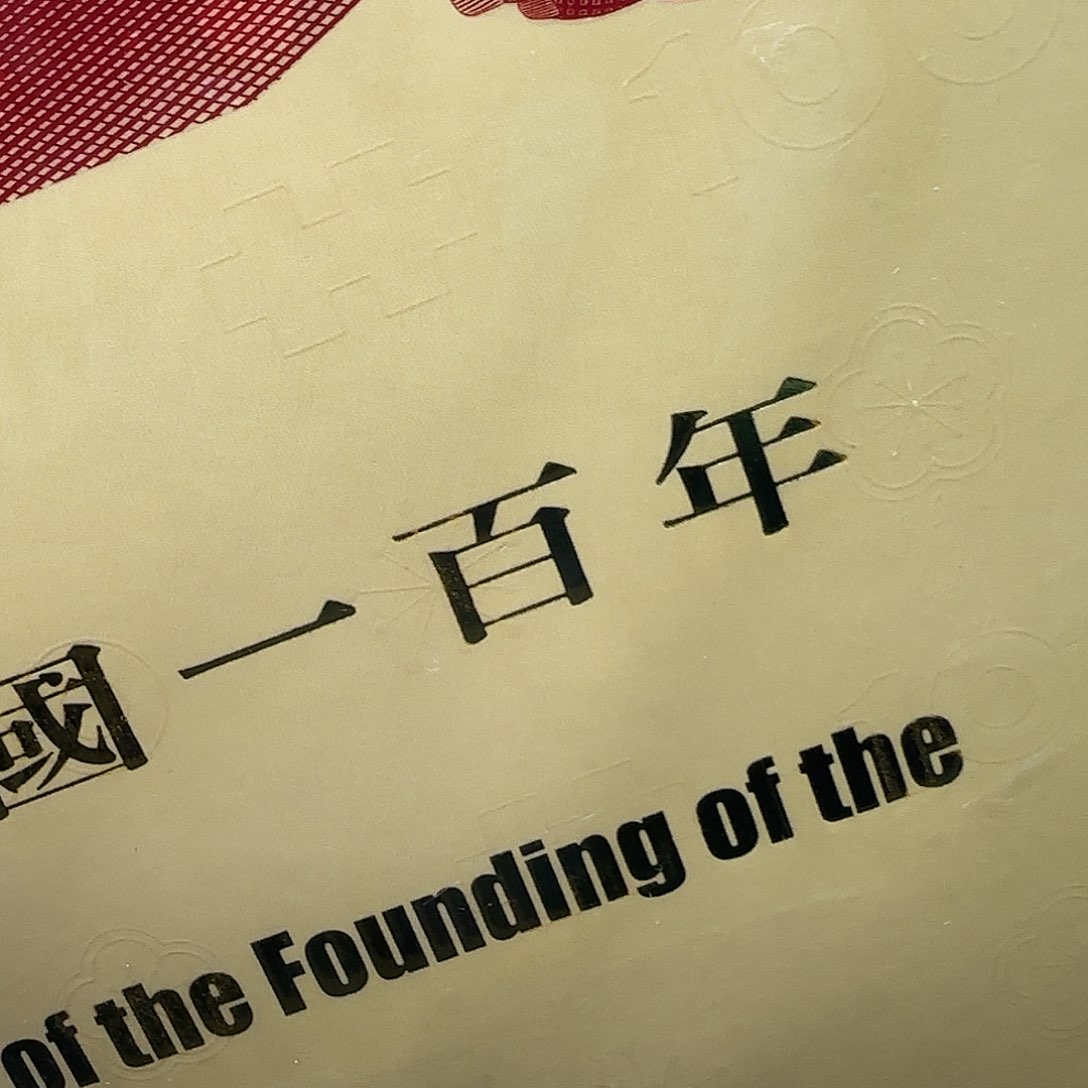 國一百年
of the Founding of the